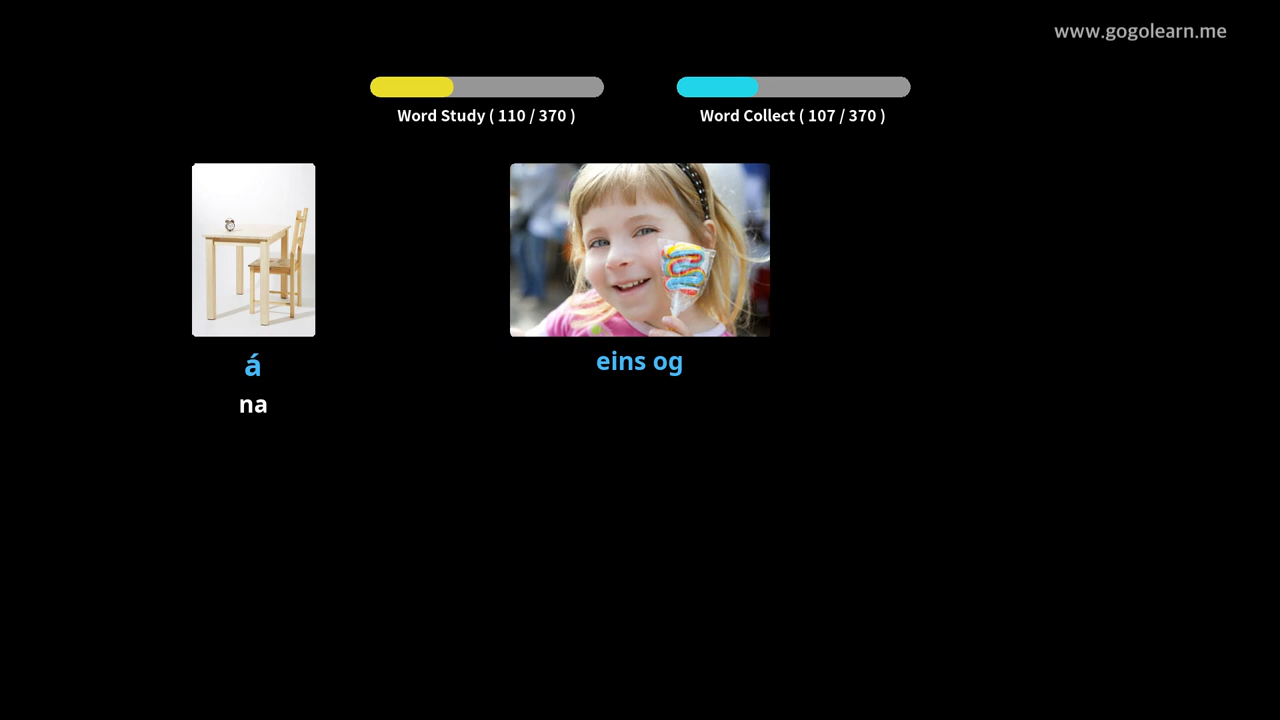 www.gogolearn.me
Word Study ( 110 / 370 )
Word Collect ( 107 / 370 )
á
na
eins og